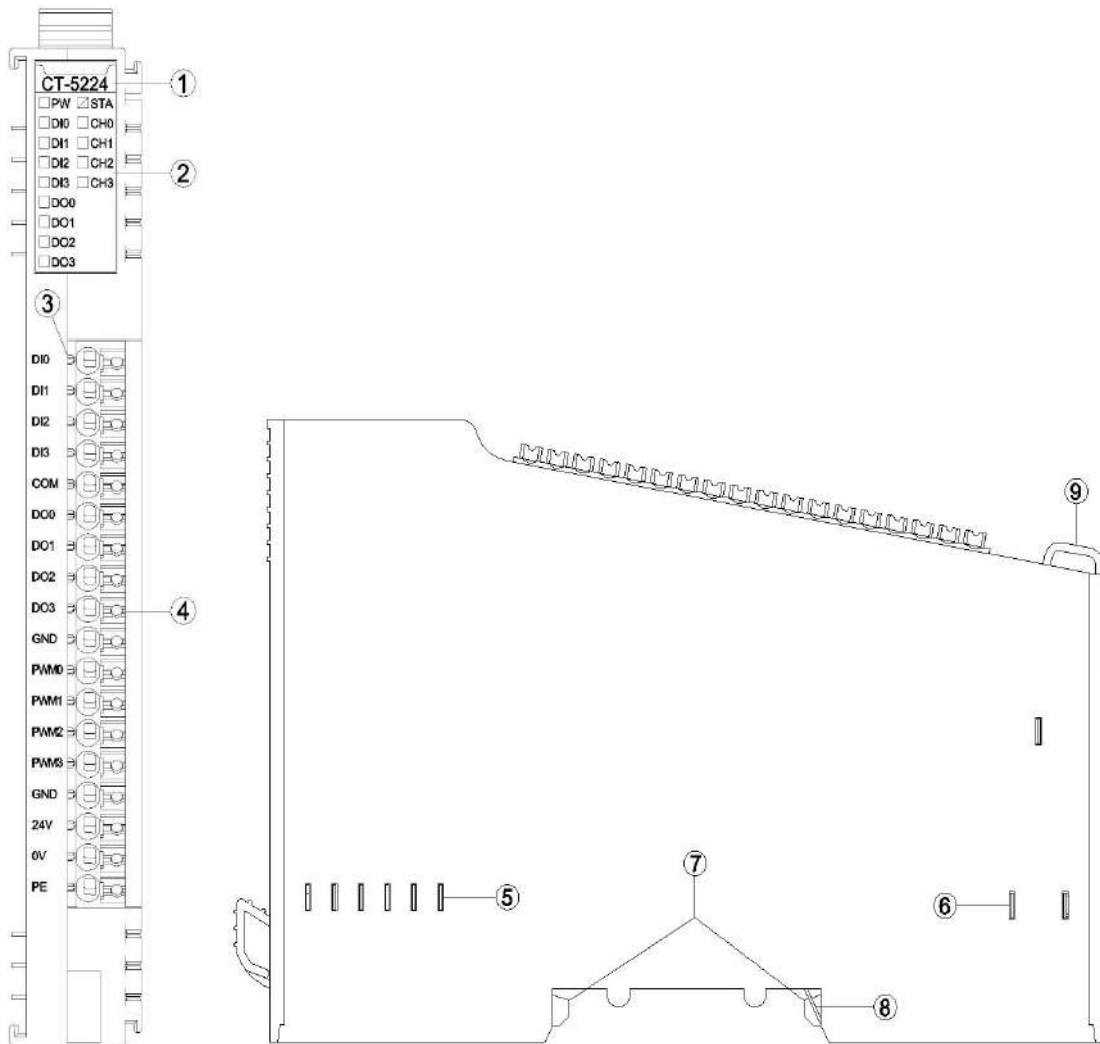 CT-5224
PW STA
DI0 CH0
DI1 CH1
DI2 CH2
DI3 CH3
DO0
DO1
DO2
DO3
1
2
3
DI0
DI1
DI2
DI3
COM
DO0
DO1
DO2
DO3
GND
PWM0
PWM1
PWM2
PWM3
GND
24V
0V
PE
4
5
6
7
8
9